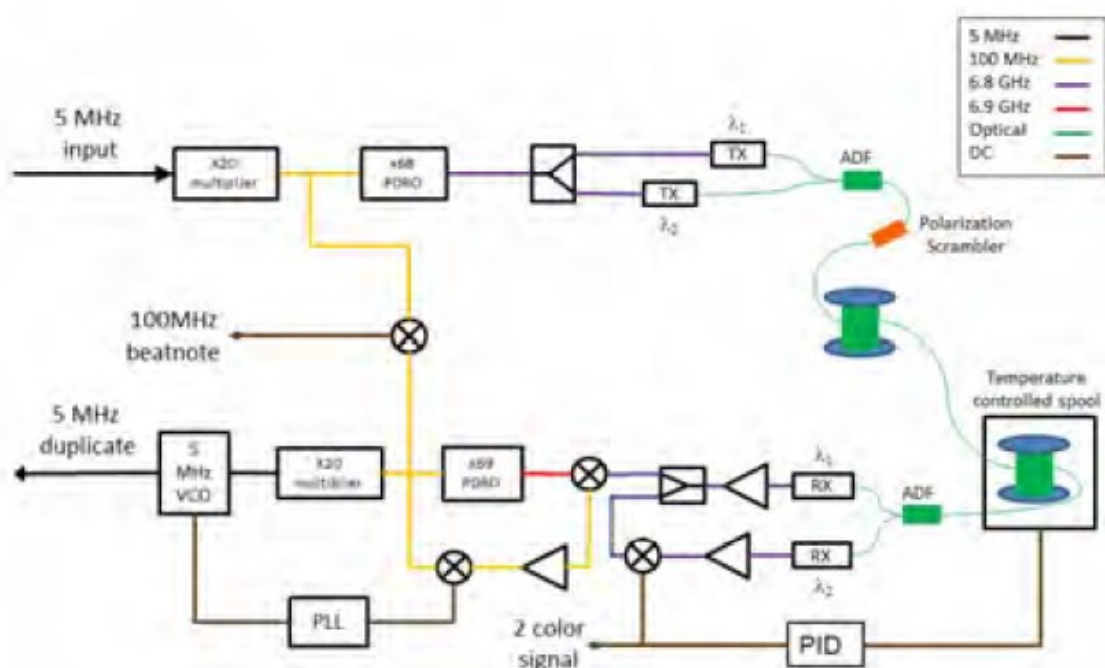 5 MHz
100 MHz
6.8 GHz
6.9 GHz
Optical
DC
5 MHz
input
X20
multiplier
x68
PDRO
λ1
TX
TX
λ2
ADF
Polarization
Scrambler
100MHz
beatnote
Temperature
controlled spool
5 MHz
duplicate
5
MHz
VCO
X20
multiplier
x69
PDRO
λ1
RX
ADF
RX
λ2
PLL
2 color
signal
PID